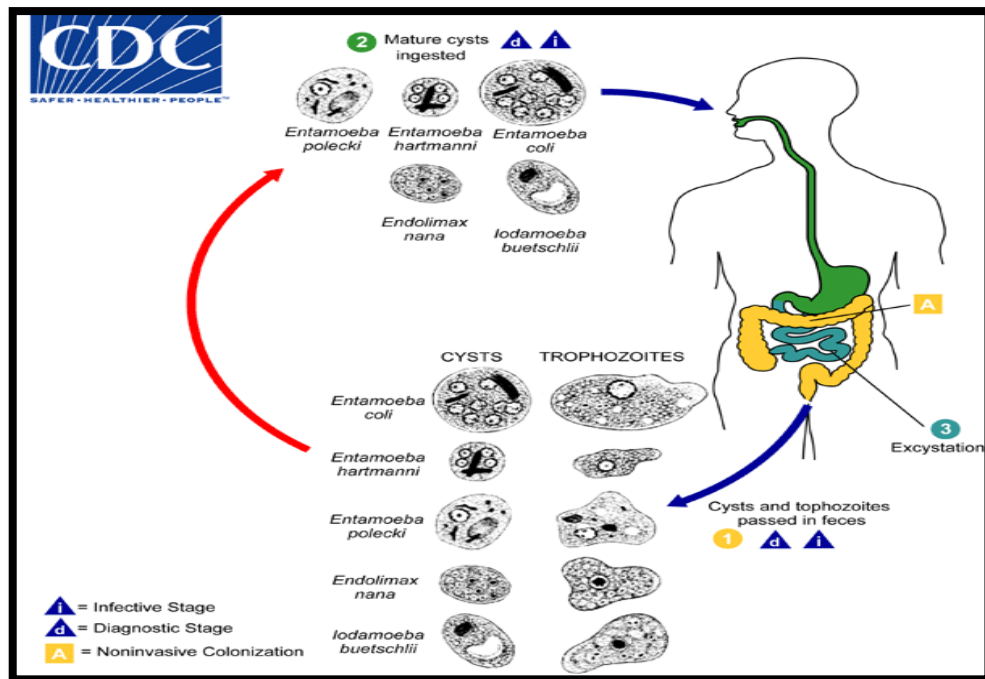 CDC
SAFER • HEALTHIER • PEOPLE™
2 Mature cysts d i
ingested
Entamoeba
polecki
Entamoeba
hartmanni
Entamoeba
coli
Endolimax
nana
Iodamoeba
buetschlii
A
CYSTS TROPHOZOITES
Entamoeba
coli
Entamoeba
hartmanni
Entamoeba
polecki
Endolimax
nana
Iodamoeba
buetschlii
3
Excystation
Cysts and tophozoites
passed in feces
1 d i
i = Infective Stage
d = Diagnostic Stage
A = Noninvasive Colonization